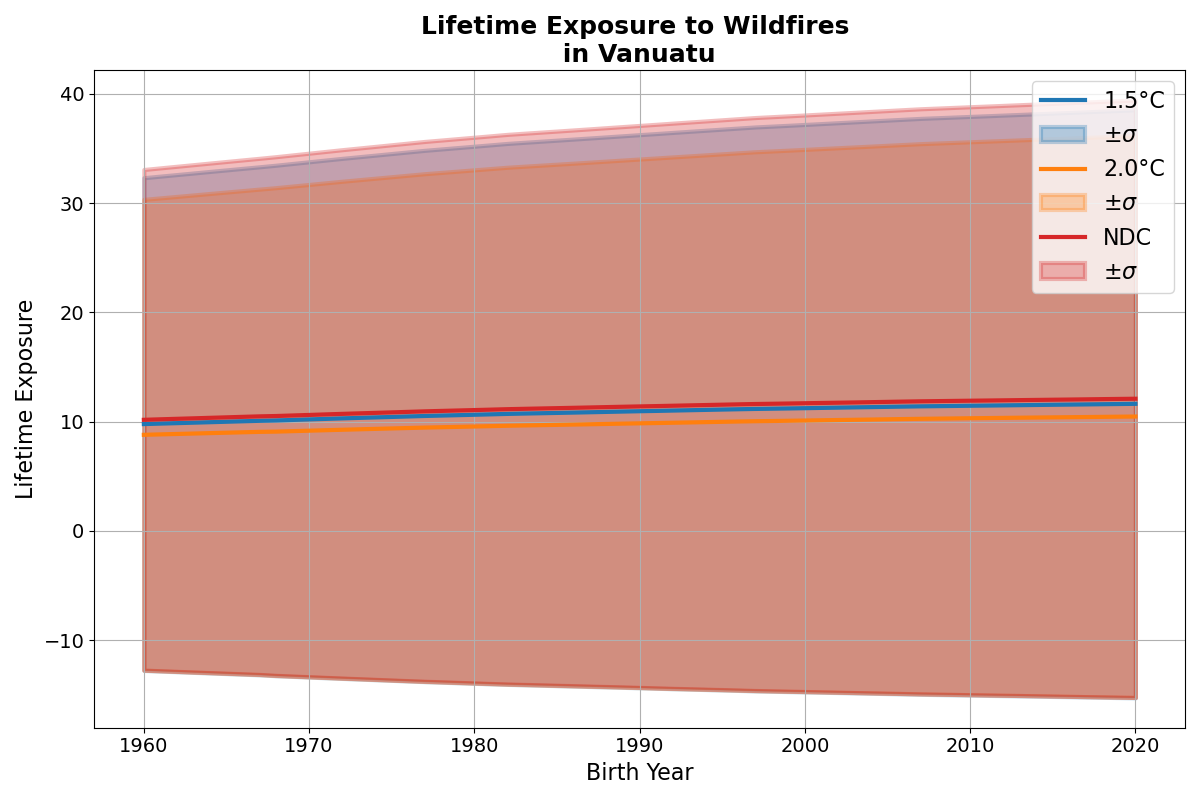 Lifetime Exposure to Wildfires
in Vanuatu
40
30
20
10
0
−10
Lifetime Exposure
1960
1970
1980
1990
2000
2010
2020
Birth Year
1.5°C
±σ
2.0°C
±σ
NDC
±σ